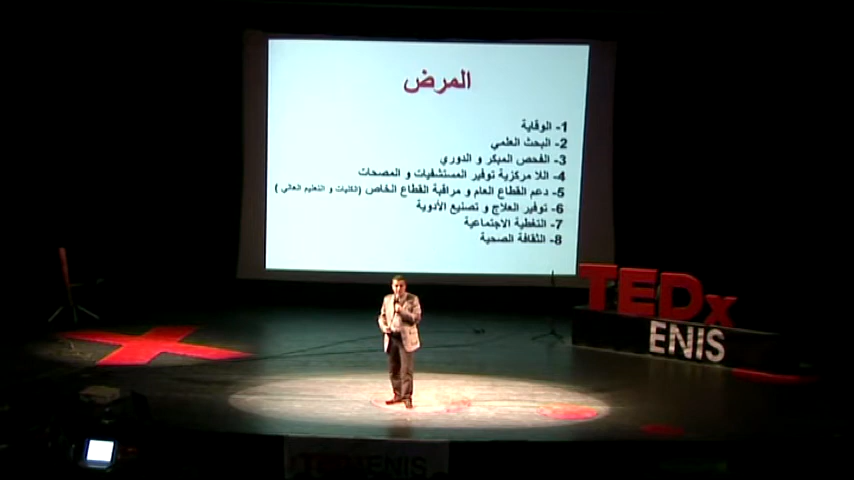 المرض
1- الوقاية
2- البحث العلمي
3- الفحص المبكر و الدوري
4- اللا مركزية توفير المستشفيات و المصحات
5- دعم القطاع العام و مراقبة القطاع الخاص (الكليات و التعليم العالي )
6- توفير العلاج و تصنيع الأدوية
7- التغطية الاجتماعية
8- الثقافة الصحية
TEDx
ENIS
ENIS